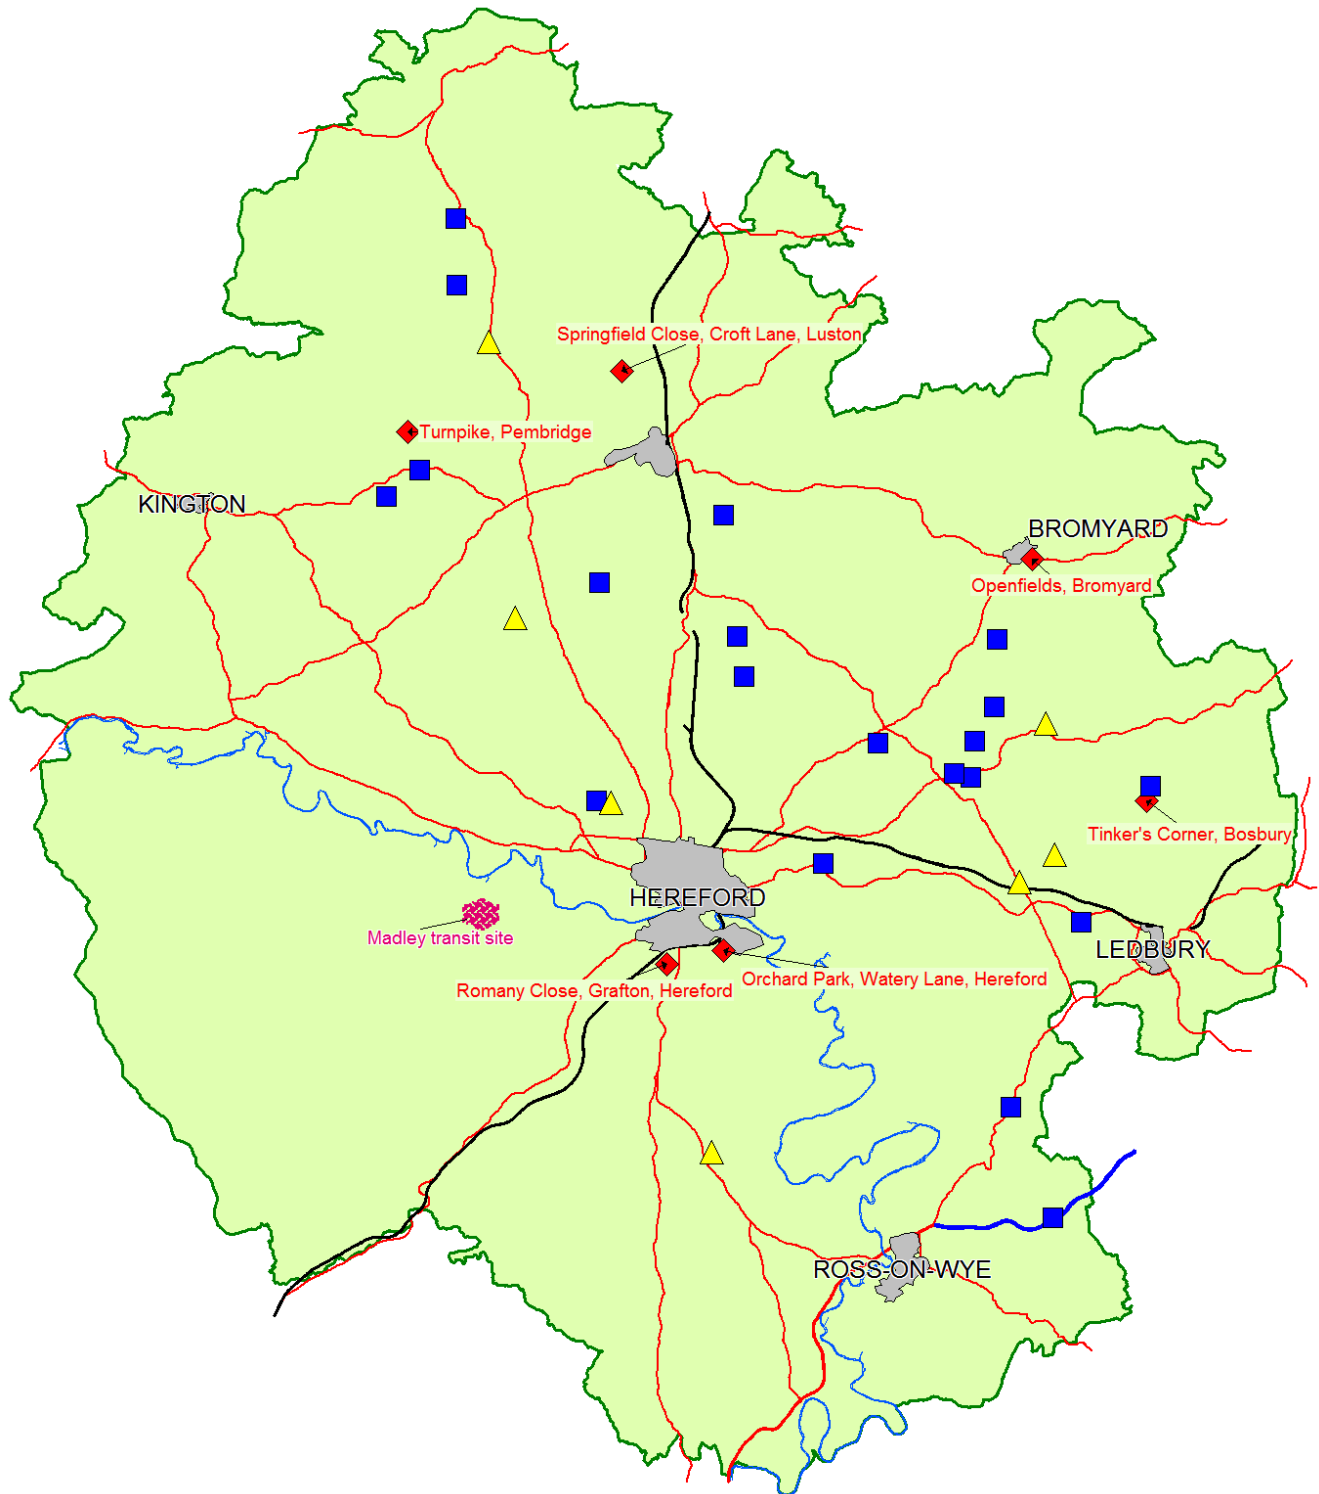 Springfield Close, Croft Lane, Luston
Turnpike, Pembridge
KINGTON
BROMYARD
Openfields, Bromyard
Tinker's Corner, Bosbury
HEREFORD
Madley transit site
LEDBURY
Orchard Park, Watery Lane, Hereford
Romany Close, Grafton, Hereford
ROSS-ON-WYE